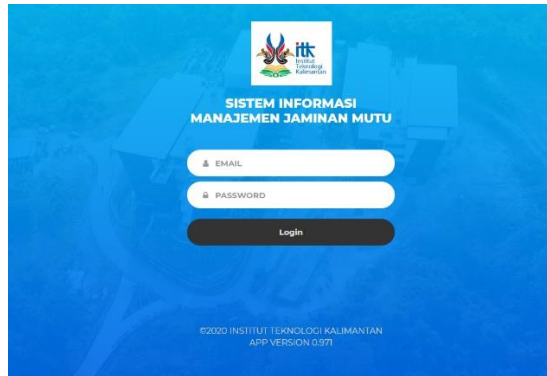 itk
Institut
Teknologi
Kalimantan
SISTEM INFORMASI
MANAJEMEN JAMINAN MUTU
EMAIL
PASSWORD
Login
©2020 INSTITUT TEKNOLOGI KALIMANTAN
APP VERSION 0.971